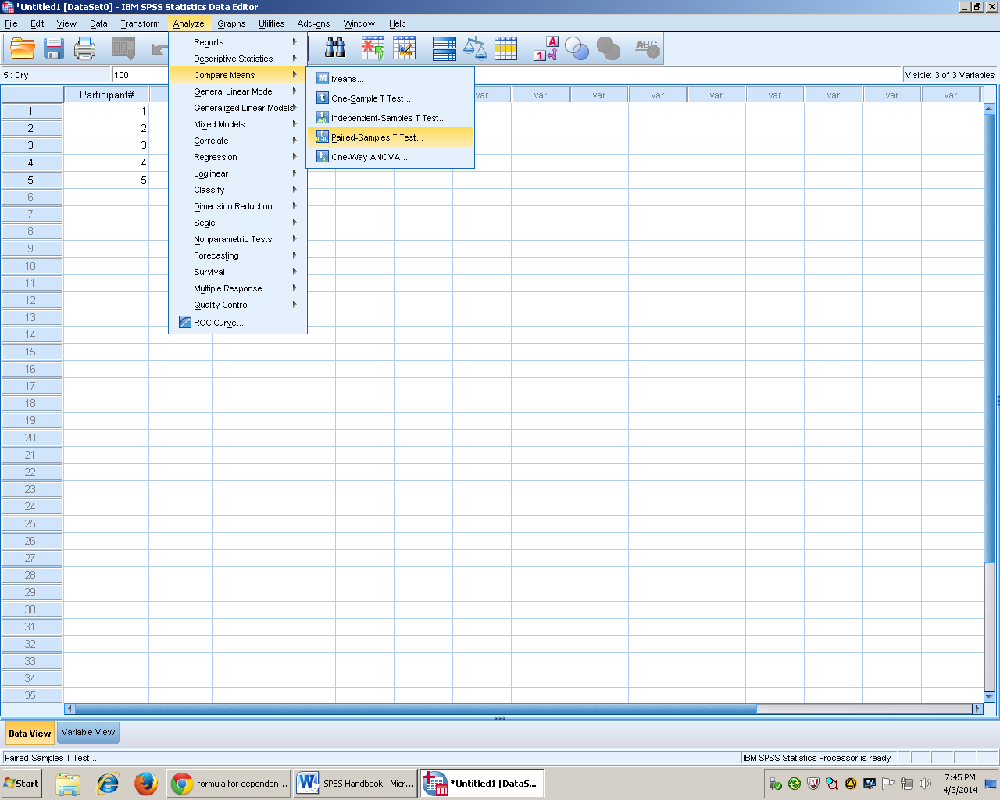 *Untitled1 [DataSet0] - IBM SPSS Statistics Data Editor
File Edit View Data Transform Analyze Graphs Utilities Add-ons Window Help
5 : Dry 100 Visible: 3 of 3 Variables
Reports
Descriptive Statistics
Compare Means
General Linear Model
Generalized Linear Models
Mixed Models
Correlate
Regression
Loglinear
Classify
Dimension Reduction
Scale
Nonparametric Tests
Forecasting
Survival
Multiple Response
Quality Control
ROC Curve...
Means...
One-Sample T Test...
Independent-Samples T Test...
Paired-Samples T Test...
One-Way ANOVA...
Participant# var var var var var var var var var
1 1
2 2
3 3
4 4
5 5
6
7
8
9
10
11
12
13
14
15
16
17
18
19
20
21
22
23
24
25
26
27
28
29
30
31
32
33
34
35
Data View Variable View
Paired-Samples T Test... IBM SPSS Statistics Processor is ready
Start formula for dependen... SPSS Handbook - Micr... *Untitled1 [DataS... 7:45 PM
4/3/2014